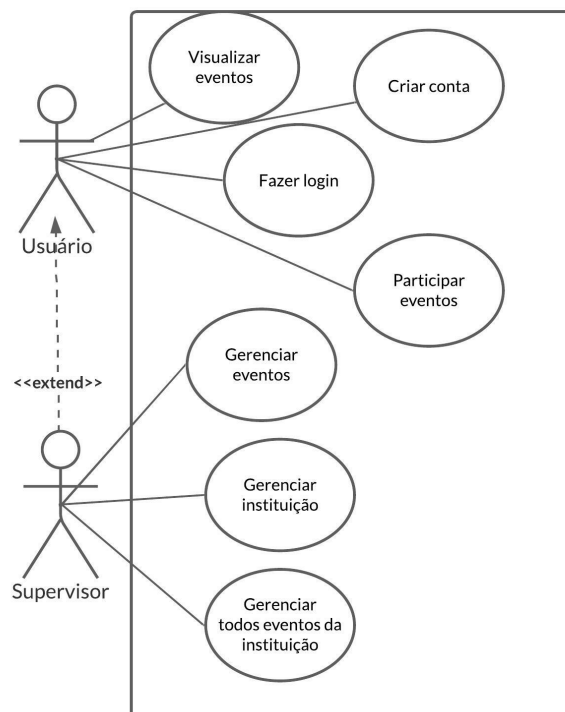 Visualizar
eventos
Criar conta
Fazer login
Usuário
Participar
eventos
Gerenciar
eventos
<<extend>>
Gerenciar
instituição
Supervisor
Gerenciar
todos eventos da
instituição